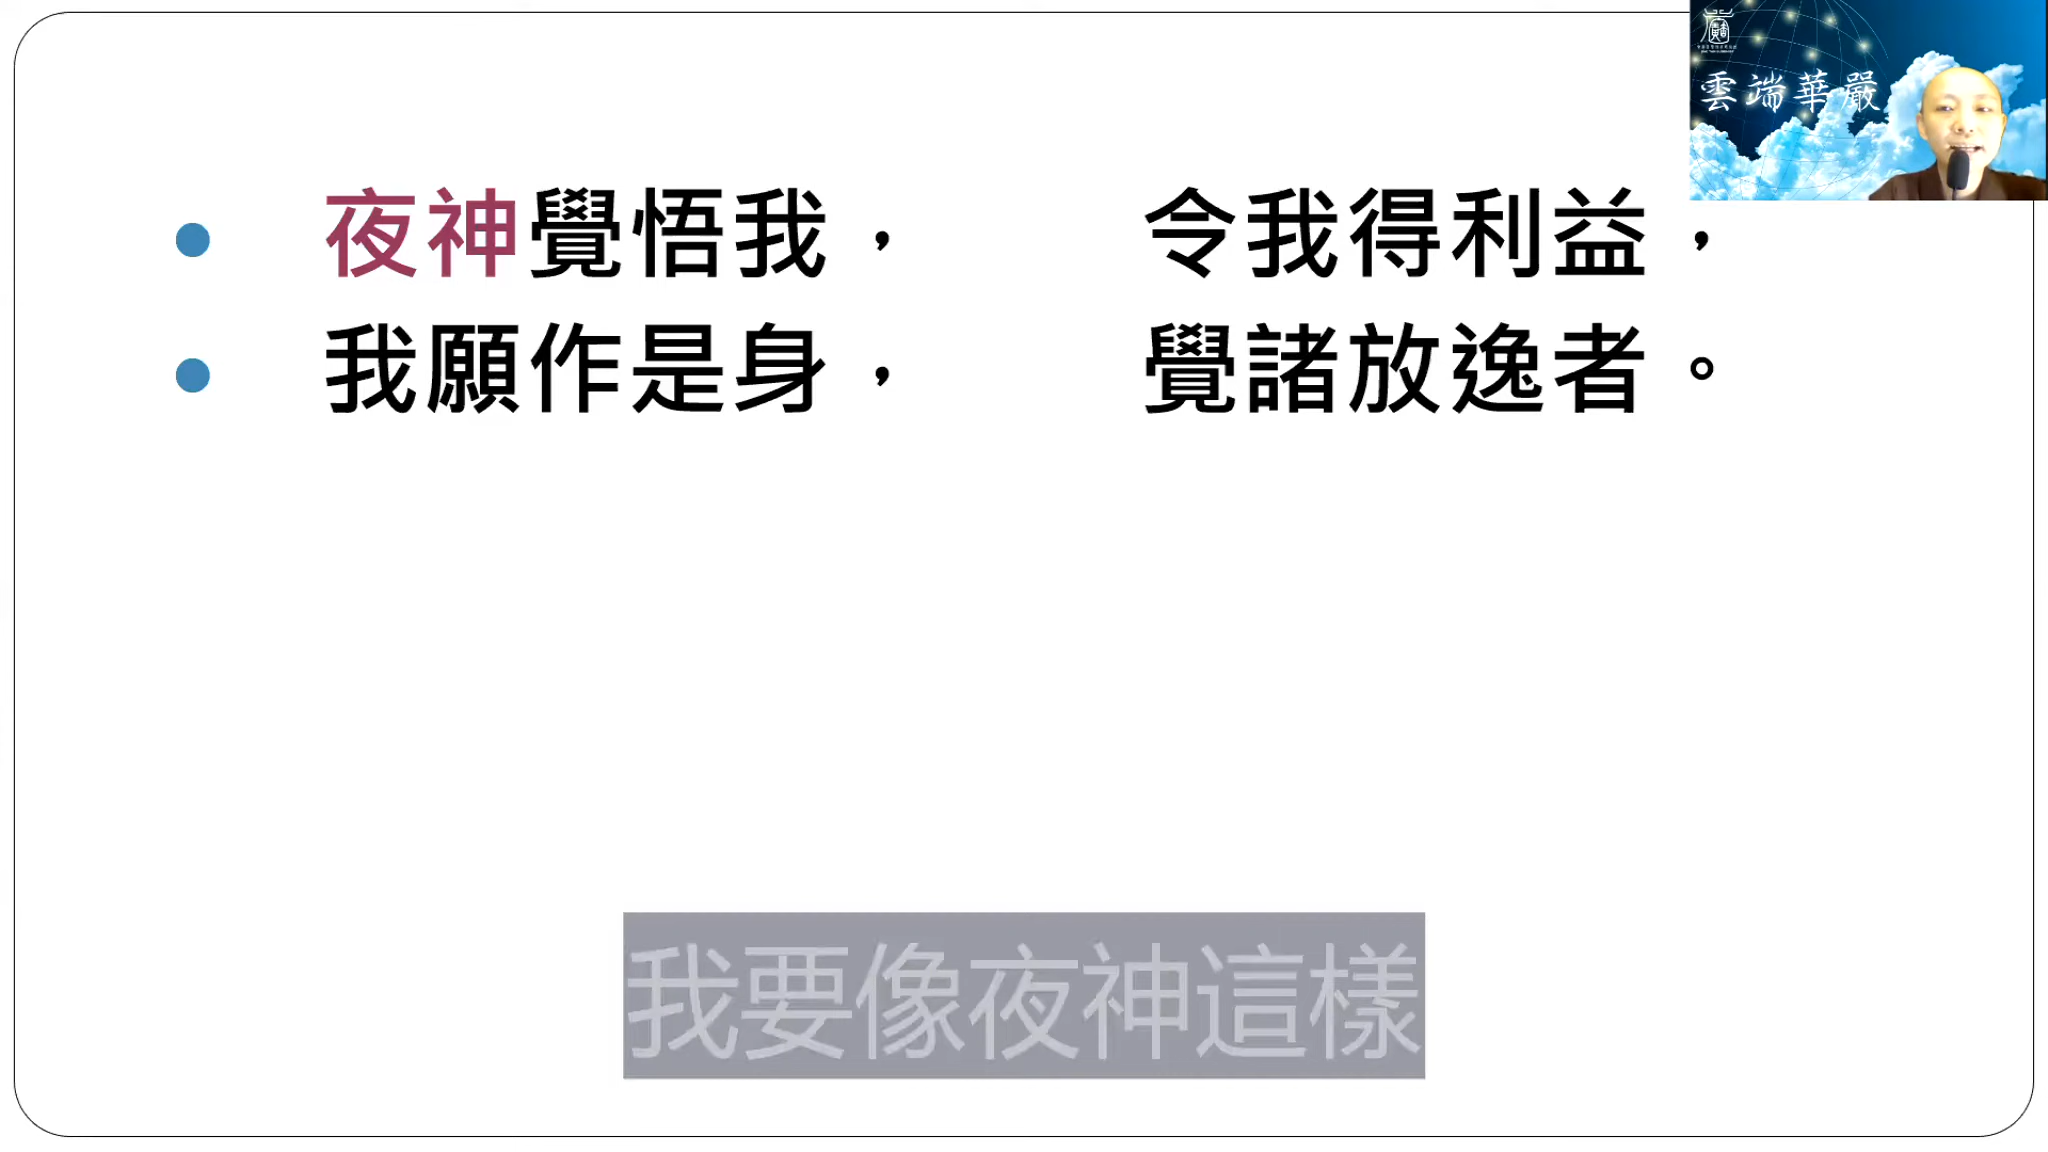 雲端華嚴
夜神覺悟我， 令我得利益，
我願作是身， 覺諸放逸者。
我要像夜神這樣